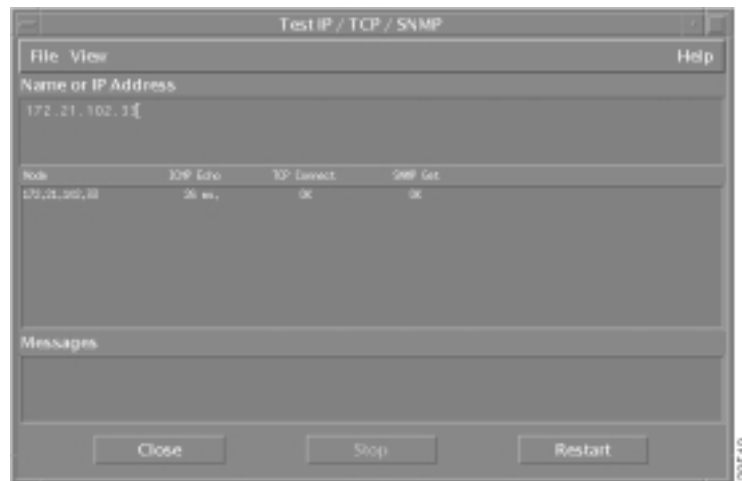 Test IP / TCP / SNMP
File View Help
Name or IP Address
172.21.102.33
Node ICMP Echo TCP Connect SNMP Get
172.21.102.33 26 ms. OK OK
Messages
Close Stop Restart